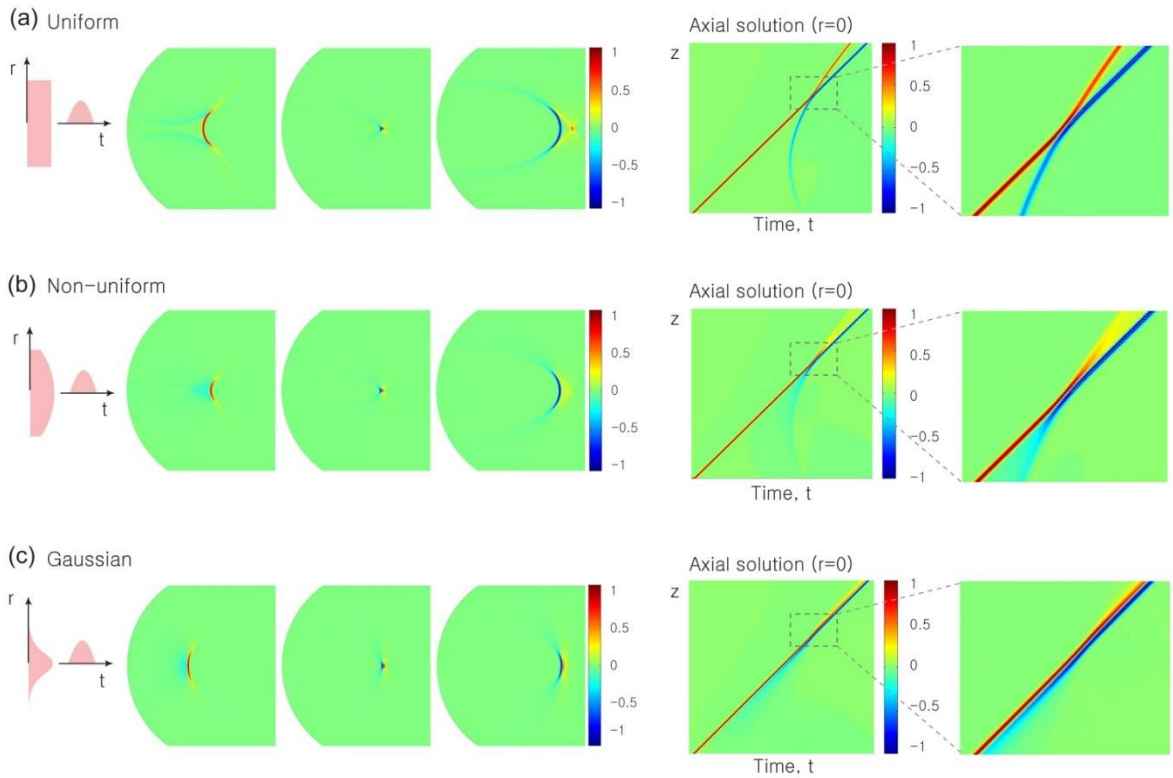 (a) Uniform
r
t
1
0.5
0
-0.5
-1
Axial solution (r=0)
z
Time, t
1
0.5
0
-0.5
-1
(b) Non-uniform
r
t
1
0.5
0
-0.5
-1
Axial solution (r=0)
z
Time, t
1
0.5
0
-0.5
-1
(c) Gaussian
r
t
1
0.5
0
-0.5
-1
Axial solution (r=0)
z
Time, t
1
0.5
0
-0.5
-1